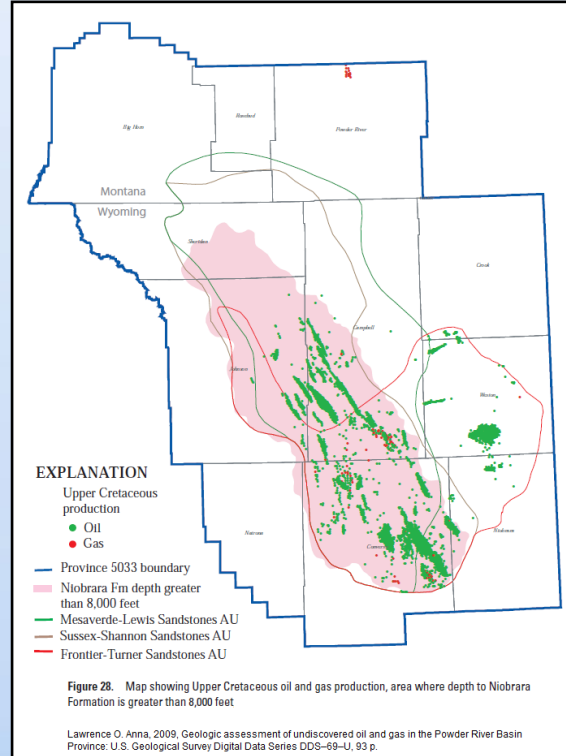 Big Horn
Rosebud
Powder River
Montana
Wyoming
Sheridan
Crook
Campbell
Johnson
Weston
EXPLANATION
Upper Cretaceous
production
Oil
Gas
Natrona
Converse
Niobrara
Province 5033 boundary
Niobrara Fm depth greater
than 8,000 feet
Mesaverde-Lewis Sandstones AU
Sussex-Shannon Sandstones AU
Frontier-Turner Sandstones AU
Figure 28. Map showing Upper Cretaceous oil and gas production, area where depth to Niobrara
Formation is greater than 8,000 feet
Lawrence O. Anna, 2009, Geologic assessment of undiscovered oil and gas in the Powder River Basin
Province: U.S. Geological Survey Digital Data Series DDS–69–U, 93 p.